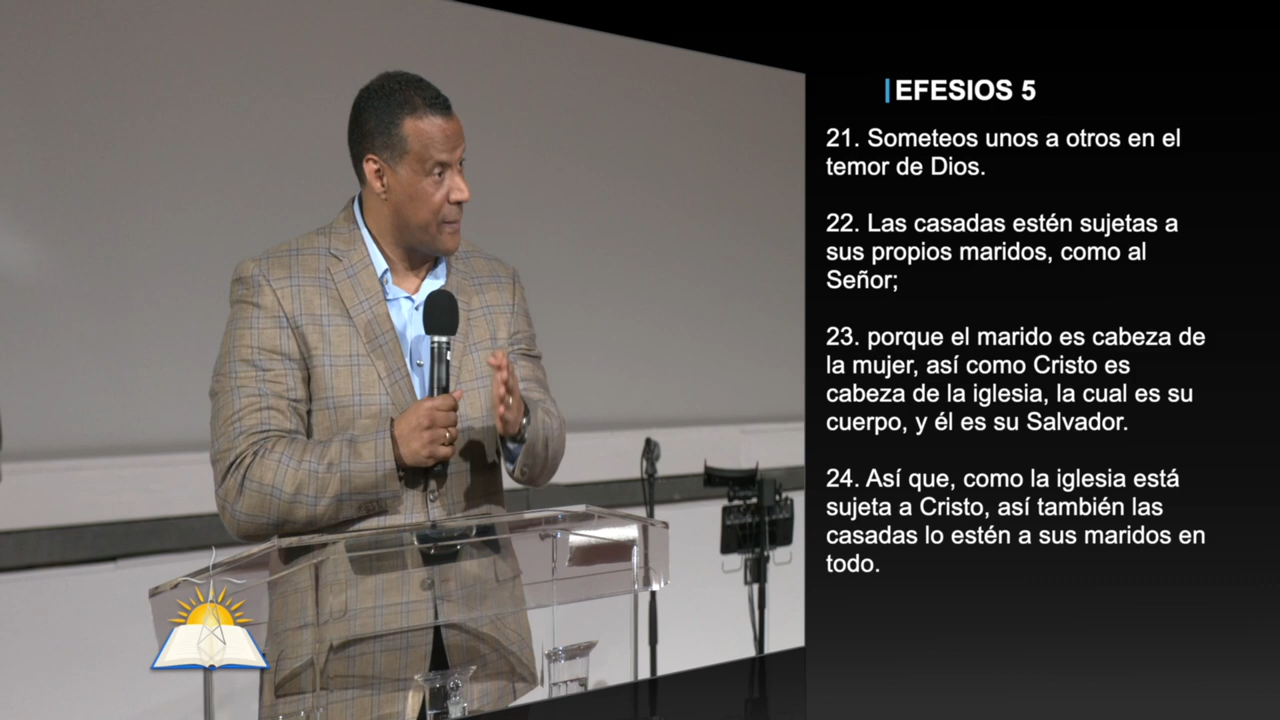 EFESIOS 5
21. Someteos unos a otros en el
temor de Dios.
22. Las casadas estén sujetas a
sus propios maridos, como al
Señor;
23. porque el marido es cabeza de
la mujer, así como Cristo es
cabeza de la iglesia, la cual es su
cuerpo, y él es su Salvador.
24. Así que, como la iglesia está
sujeta a Cristo, así también las
casadas lo estén a sus maridos en
todo.